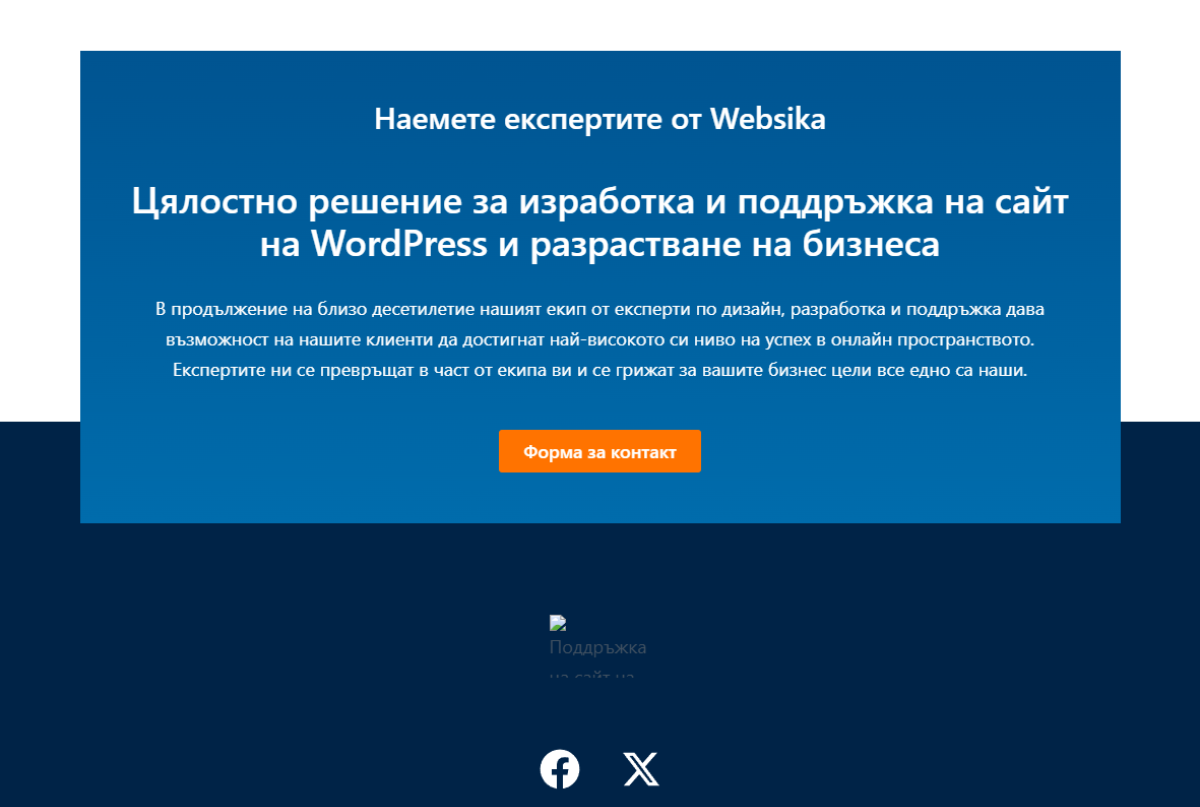 Наемете експертите от Websika
Цялостно решение за изработка и поддръжка на сайт
на WordPress и разрастване на бизнеса
В продължение на близо десетилетие нашият екип от експерти по дизайн, разработка и поддръжка дава
възможност на нашите клиенти да достигнат най-високото си ниво на успех в онлайн пространството.
Експертите ни се превръщат в част от екипа ви и се грижат за вашите бизнес цели все едно са наши.
Форма за контакт
Поддръжка
на сайт на